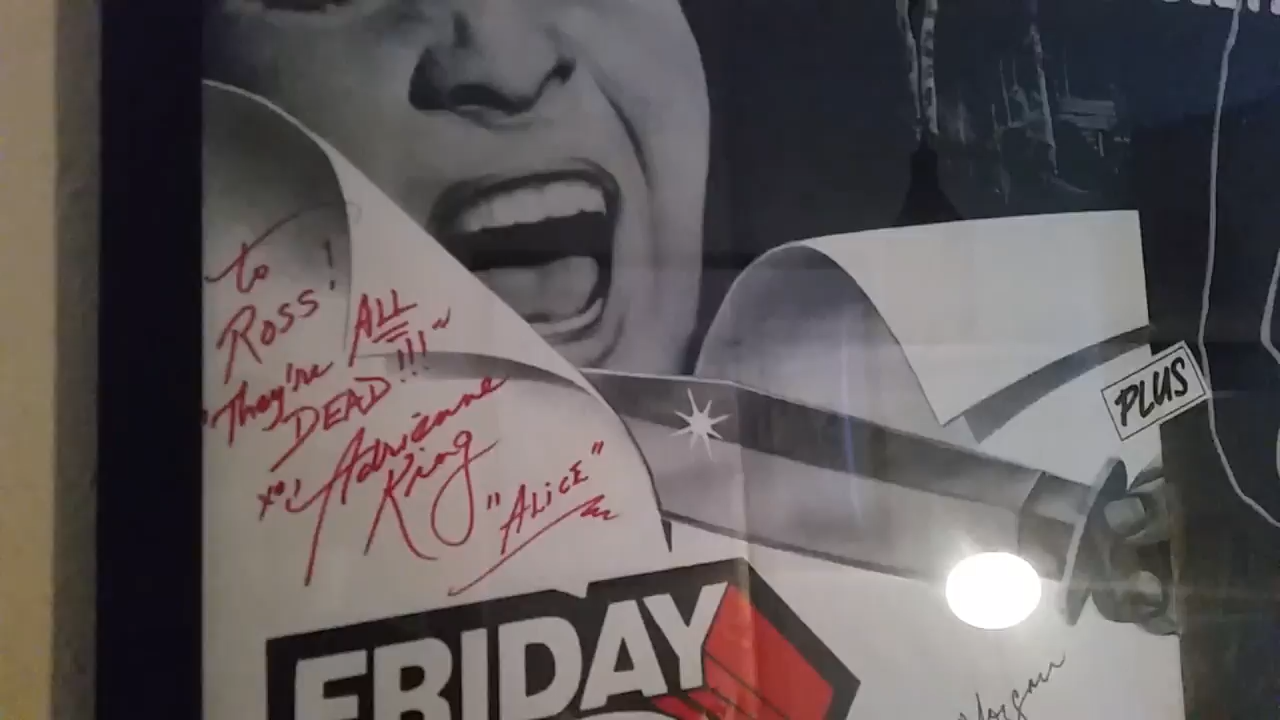 to
Ross!
"They're ALL
DEAD!!!"
xo Adrienne
King
"ALiCE"
PLUS
FRIDAY